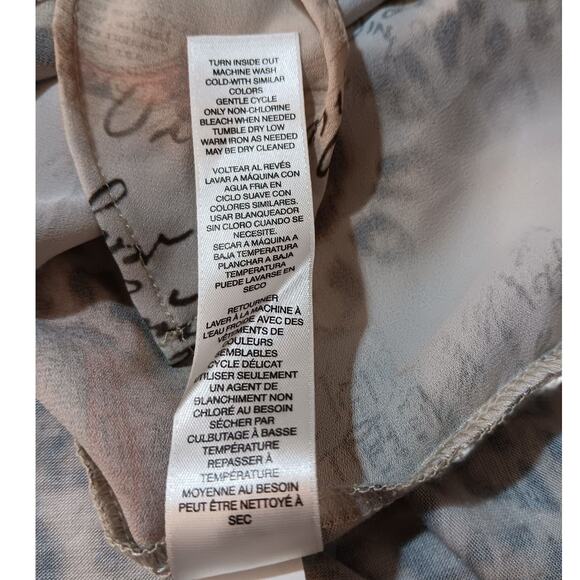 TURN INSIDE OUT
MACHINE WASH
COLD-WITH SIMILAR
COLORS
GENTLE CYCLE
ONLY NON-CHLORINE
BLEACH WHEN NEEDED
TUMBLE DRY LOW
WARM IRON AS NEEDED
MAY BE DRY CLEANED
VOLTEAR AL REVÉS
LAVAR A MÁQUINA CON
AGUA FRIA EN
CICLO SUAVE CON
COLORES SIMILARES.
USAR BLANQUEADOR
SIN CLORO CUANDO SE
NECESITE.
SECAR A MÁQUINA A
BAJA TEMPERATURA
PLANCHAR A BAJA
TEMPERATURA
PUEDE LAVARSE EN
SECO
RETOURNER
LAVER À LA MACHINE À
L'EAU FROIDE AVEC DES
VÊTEMENTS DE
COULEURS
SEMBLABLES
CYCLE DÉLICAT
UTILISER SEULEMENT
UN AGENT DE
BLANCHIMENT NON
CHLORÉ AU BESOIN
SÉCHER PAR
CULBUTAGE À BASSE
TEMPÉRATURE
REPASSER À
TEMPÉRATURE
MOYENNE AU BESOIN
PEUT ÊTRE NETTOYÉ À
SEC